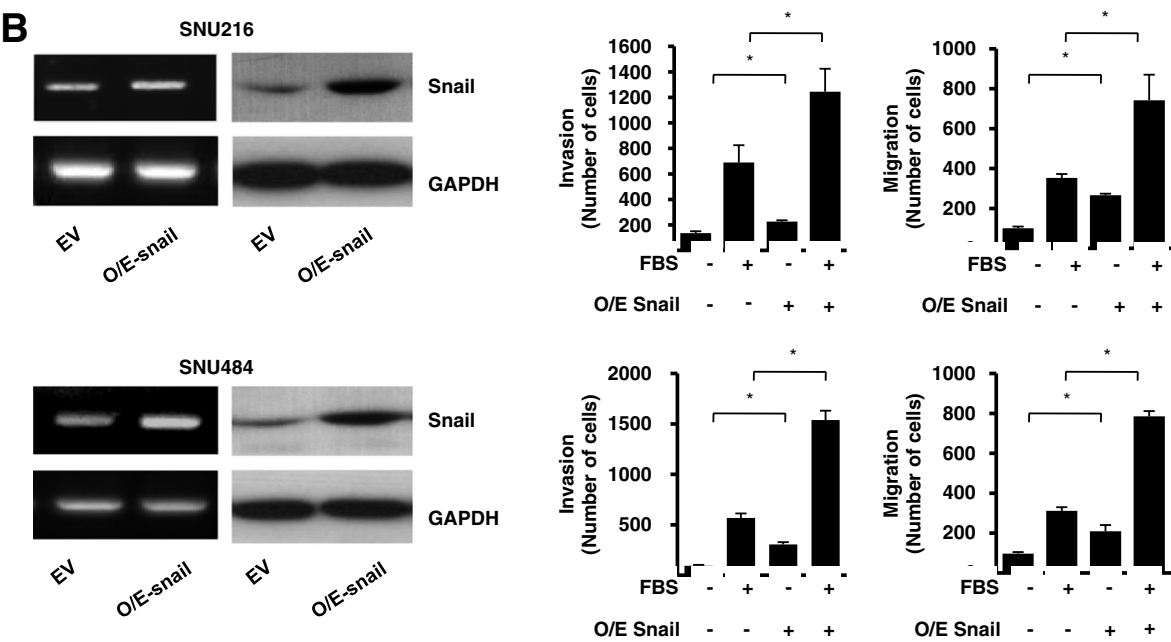 B
SNU216
Snail
GAPDH
EV
O/E-snail
EV
O/E-snail
Invasion
(Number of cells)
1600
1400
1200
1000
800
600
400
200
*
*
FBS - + - +
O/E Snail - - + +
Migration
(Number of cells)
1000
800
600
400
200
*
*
FBS - + - +
O/E Snail - - + +
SNU484
Snail
GAPDH
EV
O/E-snail
EV
O/E-snail
Invasion
(Number of cells)
2000
1500
1000
500
*
*
FBS - + - +
O/E Snail - - + +
Migration
(Number of cells)
1000
800
600
400
200
*
*
FBS - + - +
O/E Snail - - + +